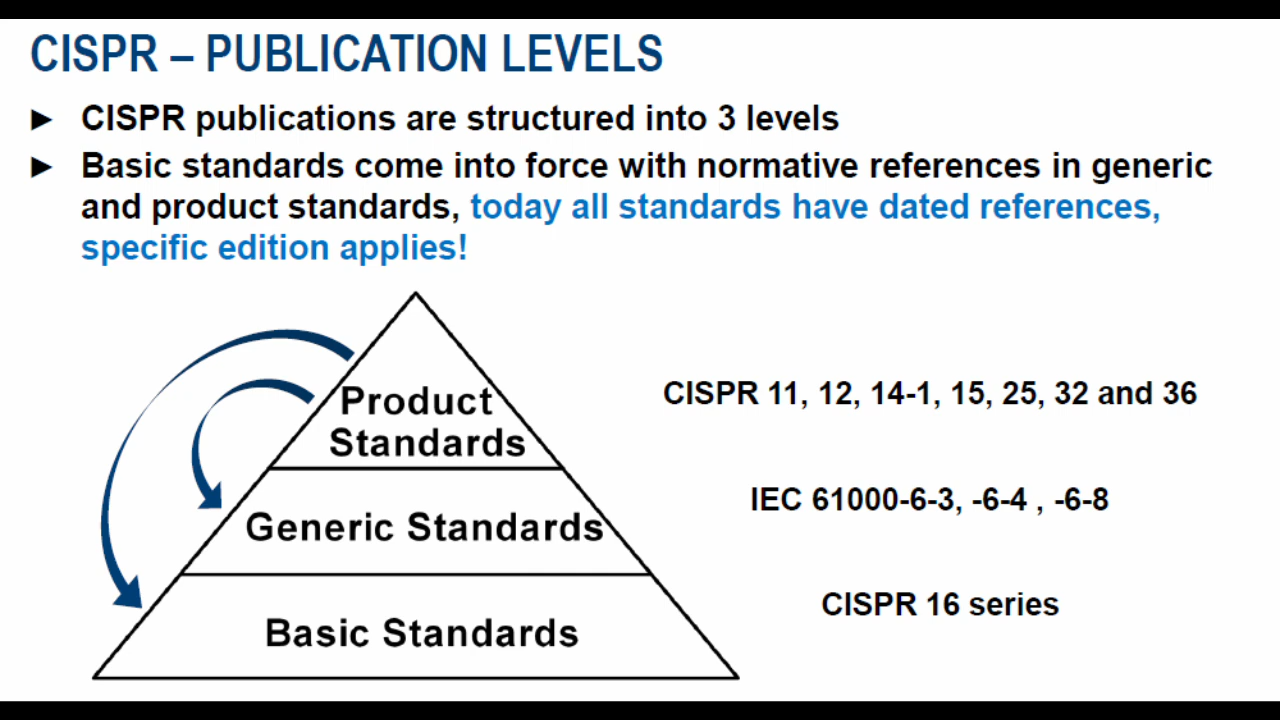 CISPR – PUBLICATION LEVELS
► CISPR publications are structured into 3 levels
► Basic standards come into force with normative references in generic
and product standards, today all standards have dated references,
specific edition applies!
Product
Standards
CISPR 11, 12, 14-1, 15, 25, 32 and 36
Generic Standards
IEC 61000-6-3, -6-4 , -6-8
Basic Standards
CISPR 16 series